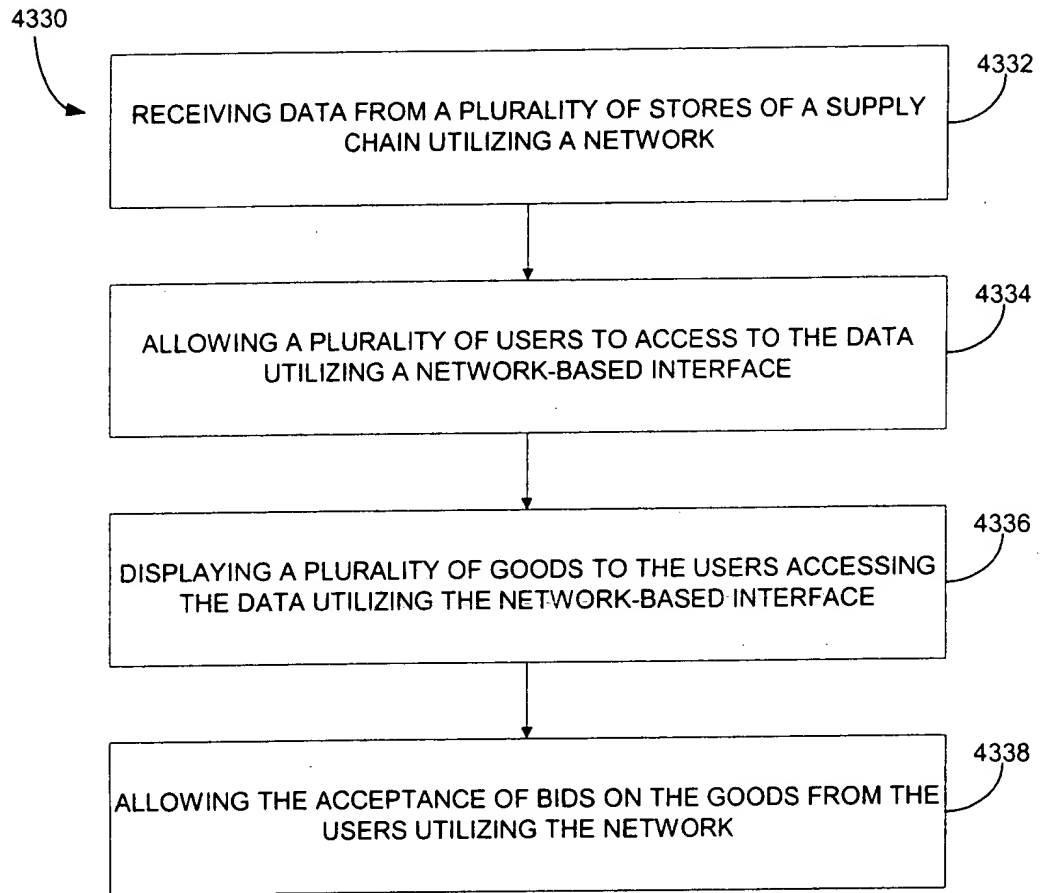 4330
4332
RECEIVING DATA FROM A PLURALITY OF STORES OF A SUPPLY
CHAIN UTILIZING A NETWORK
4334
ALLOWING A PLURALITY OF USERS TO ACCESS TO THE DATA
UTILIZING A NETWORK-BASED INTERFACE
4336
DISPLAYING A PLURALITY OF GOODS TO THE USERS ACCESSING
THE DATA UTILIZING THE NETWORK-BASED INTERFACE
4338
ALLOWING THE ACCEPTANCE OF BIDS ON THE GOODS FROM THE
USERS UTILIZING THE NETWORK